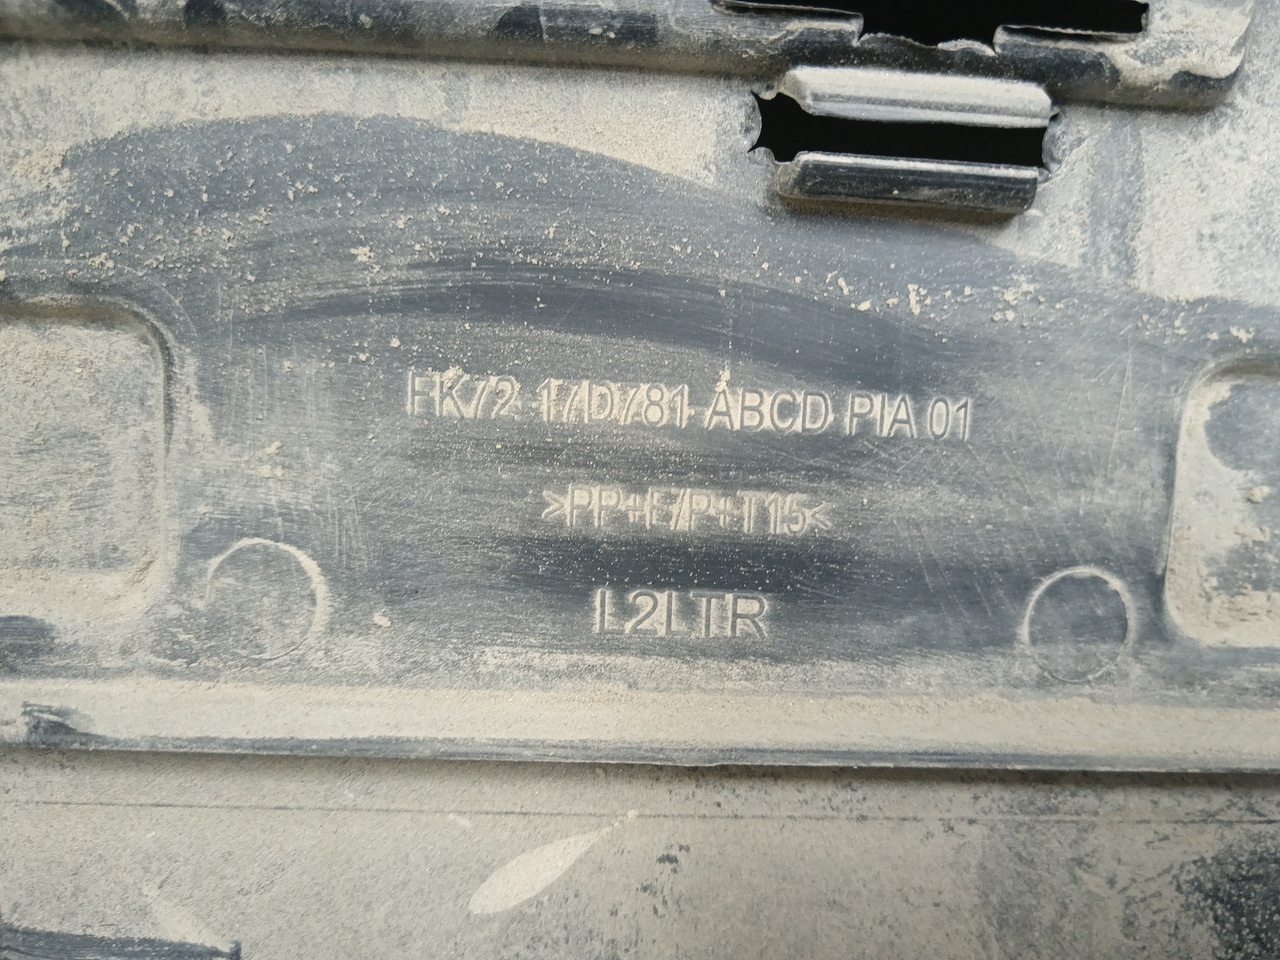 FK72 17D781 ABCD PIA 01
>PP+E/P+T15<
L2LTR